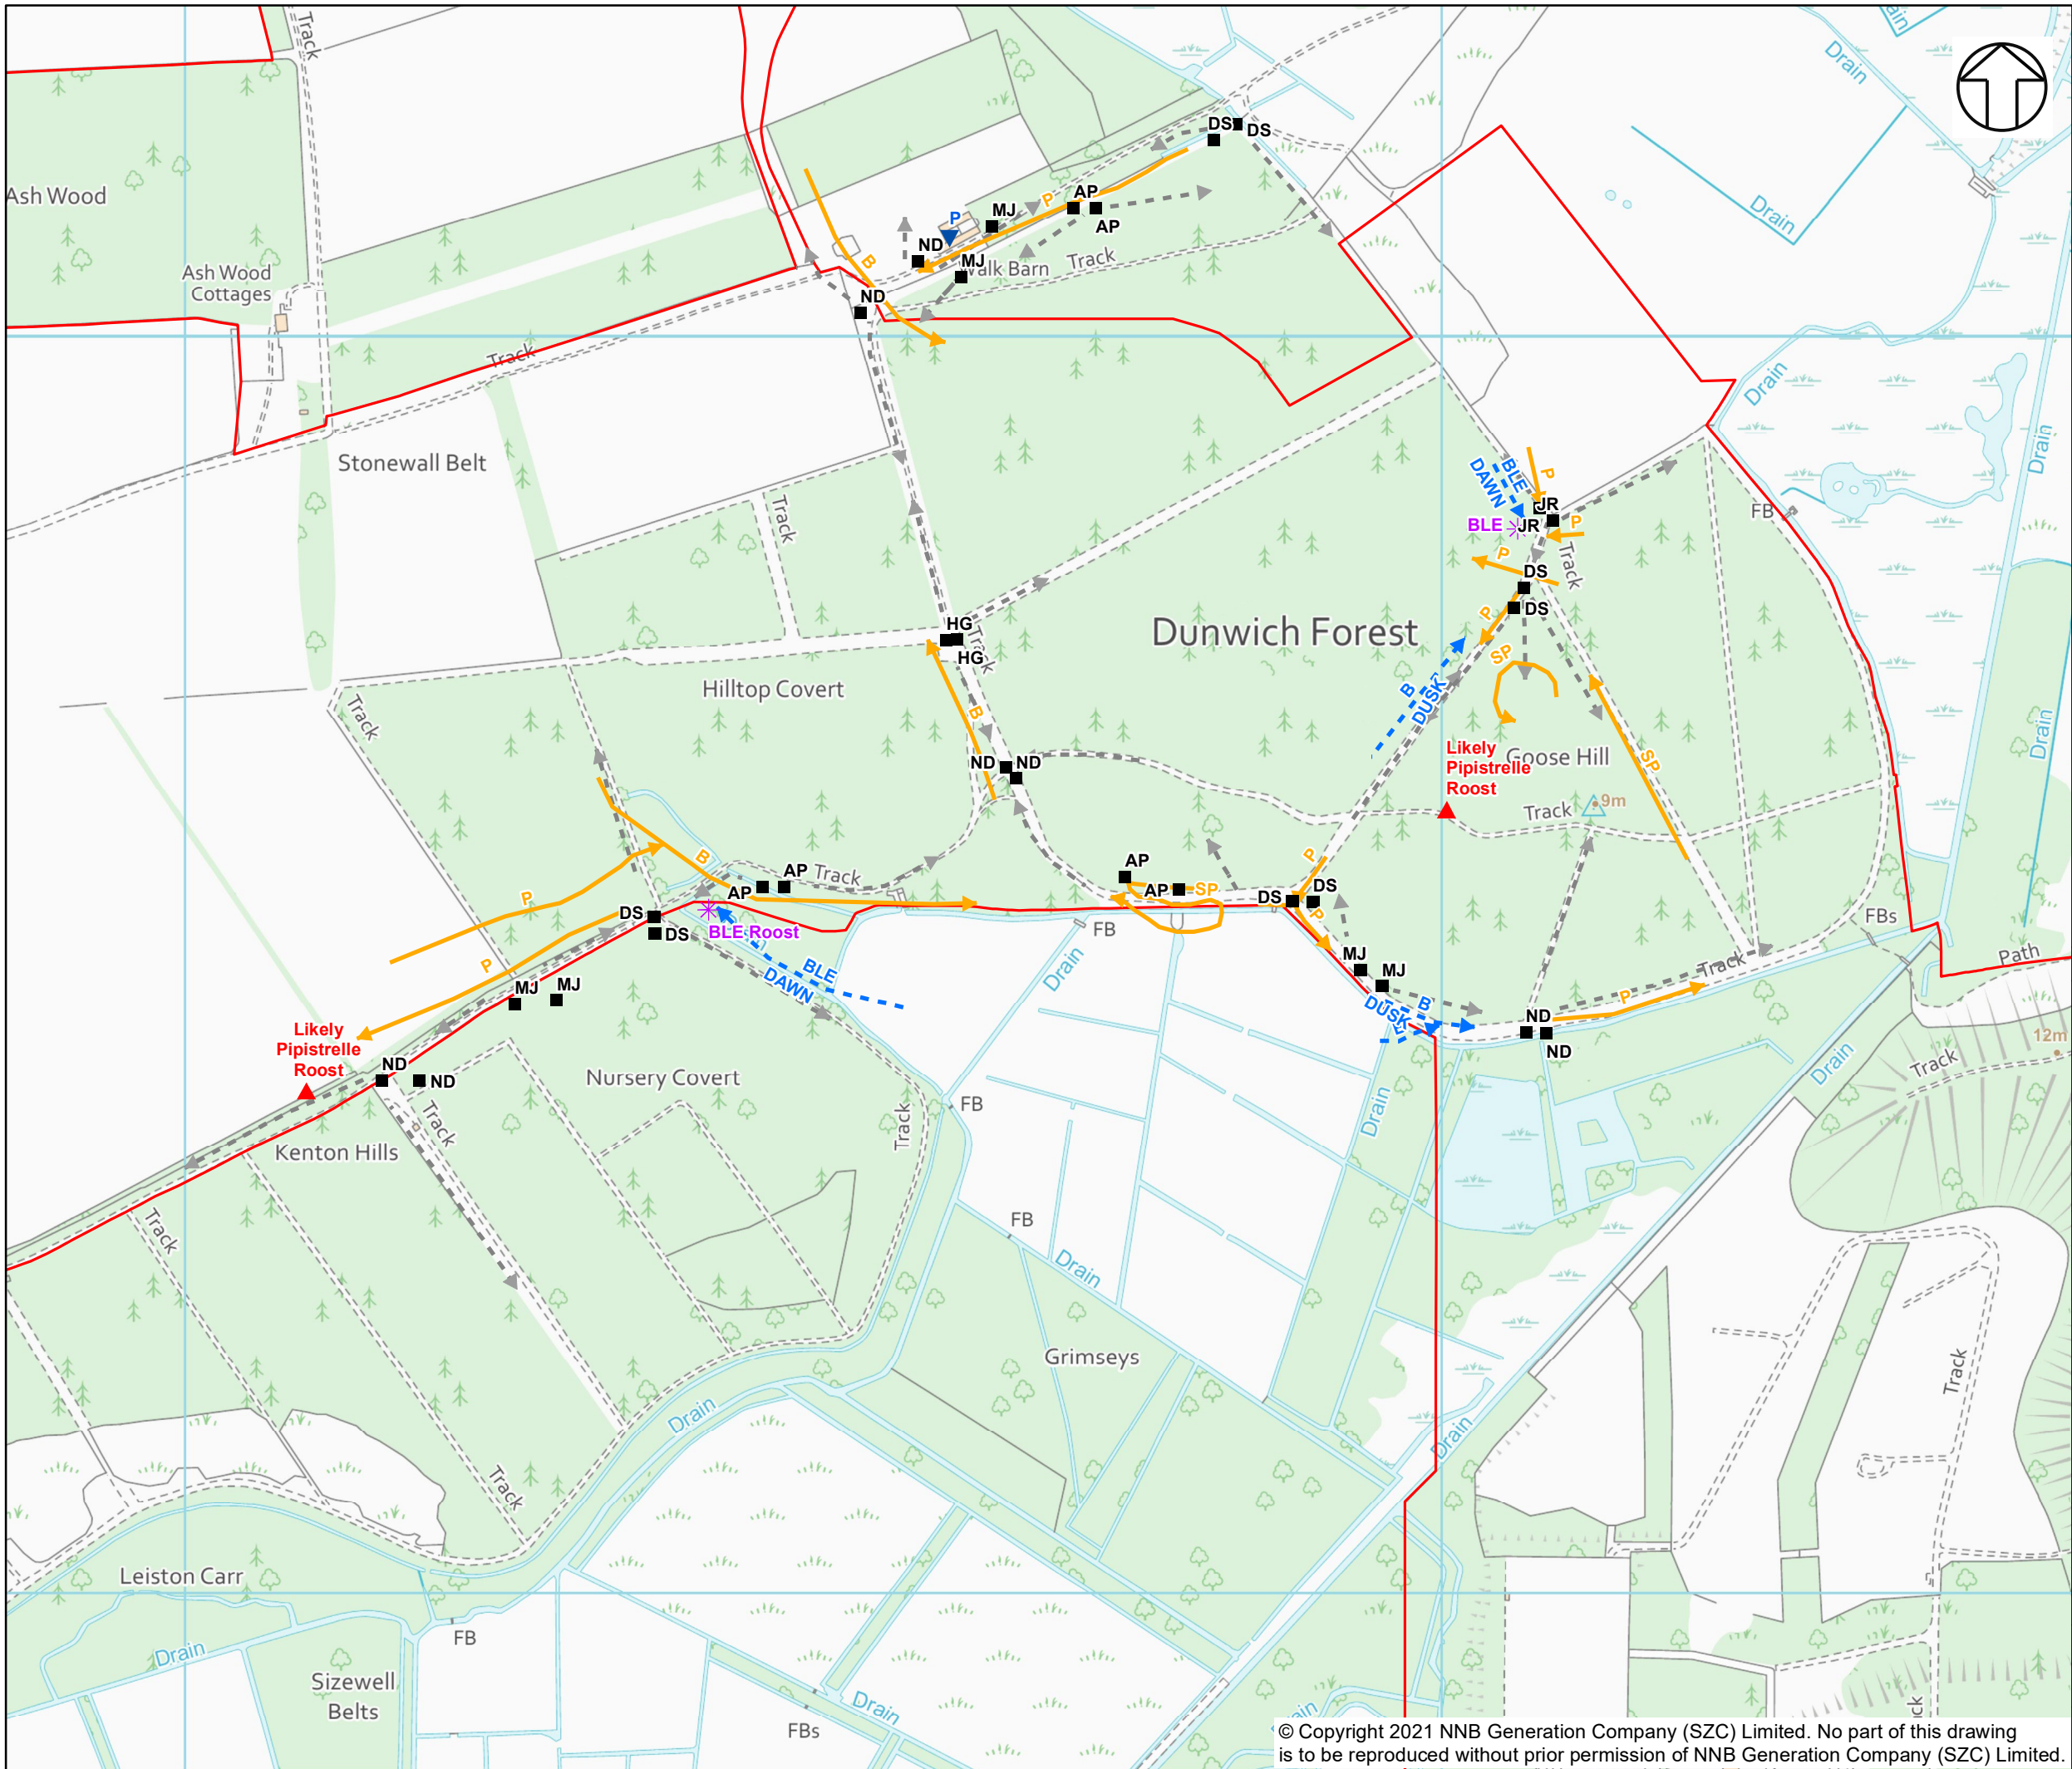 Track
Drain
Drain
DS
DS
Ash Wood
AP
P
MJ
AP
P
Drain
ND
B
MJ
Walk Barn
Track
Ash Wood
Cottages
ND
Track
Drain
Stonewall Belt
BLE
DAWN
P
Drain
Track
JR
FB
BLE
JR
P
P
Track
DS
P
DS
HG
Track
HG
Dunwich Forest
SP
Hilltop Covert
B
DUSK
Track
B
Likely
Pipistrelle
Roost
Goose Hill
SP
Drain
ND
ND
9m
Track
B
P
AP
AP
Track
AP
AP
SP
P
DS
DS
P
DS
DS
BLE Roost
FB
FBs
P
BLE
DAWN
Drain
MJ
MJ
Track
Path
MJ
MJ
B
DUSK
P
ND
ND
Likely
Pipistrelle
Roost
12m
Track
Drain
ND
ND
Nursery Covert
FB
Track
Track
Drain
Kenton Hills
Track
FB
Drain
Grimseys
Track
Drain
Drain
Track
Leiston Carr
FB
Drain
Sizewell
Belts
Drain
FBs
© Copyright 2021 NNB Generation Company (SZC) Limited. No part of this drawing
is to be reproduced without prior permission of NNB Generation Company (SZC) Limited.